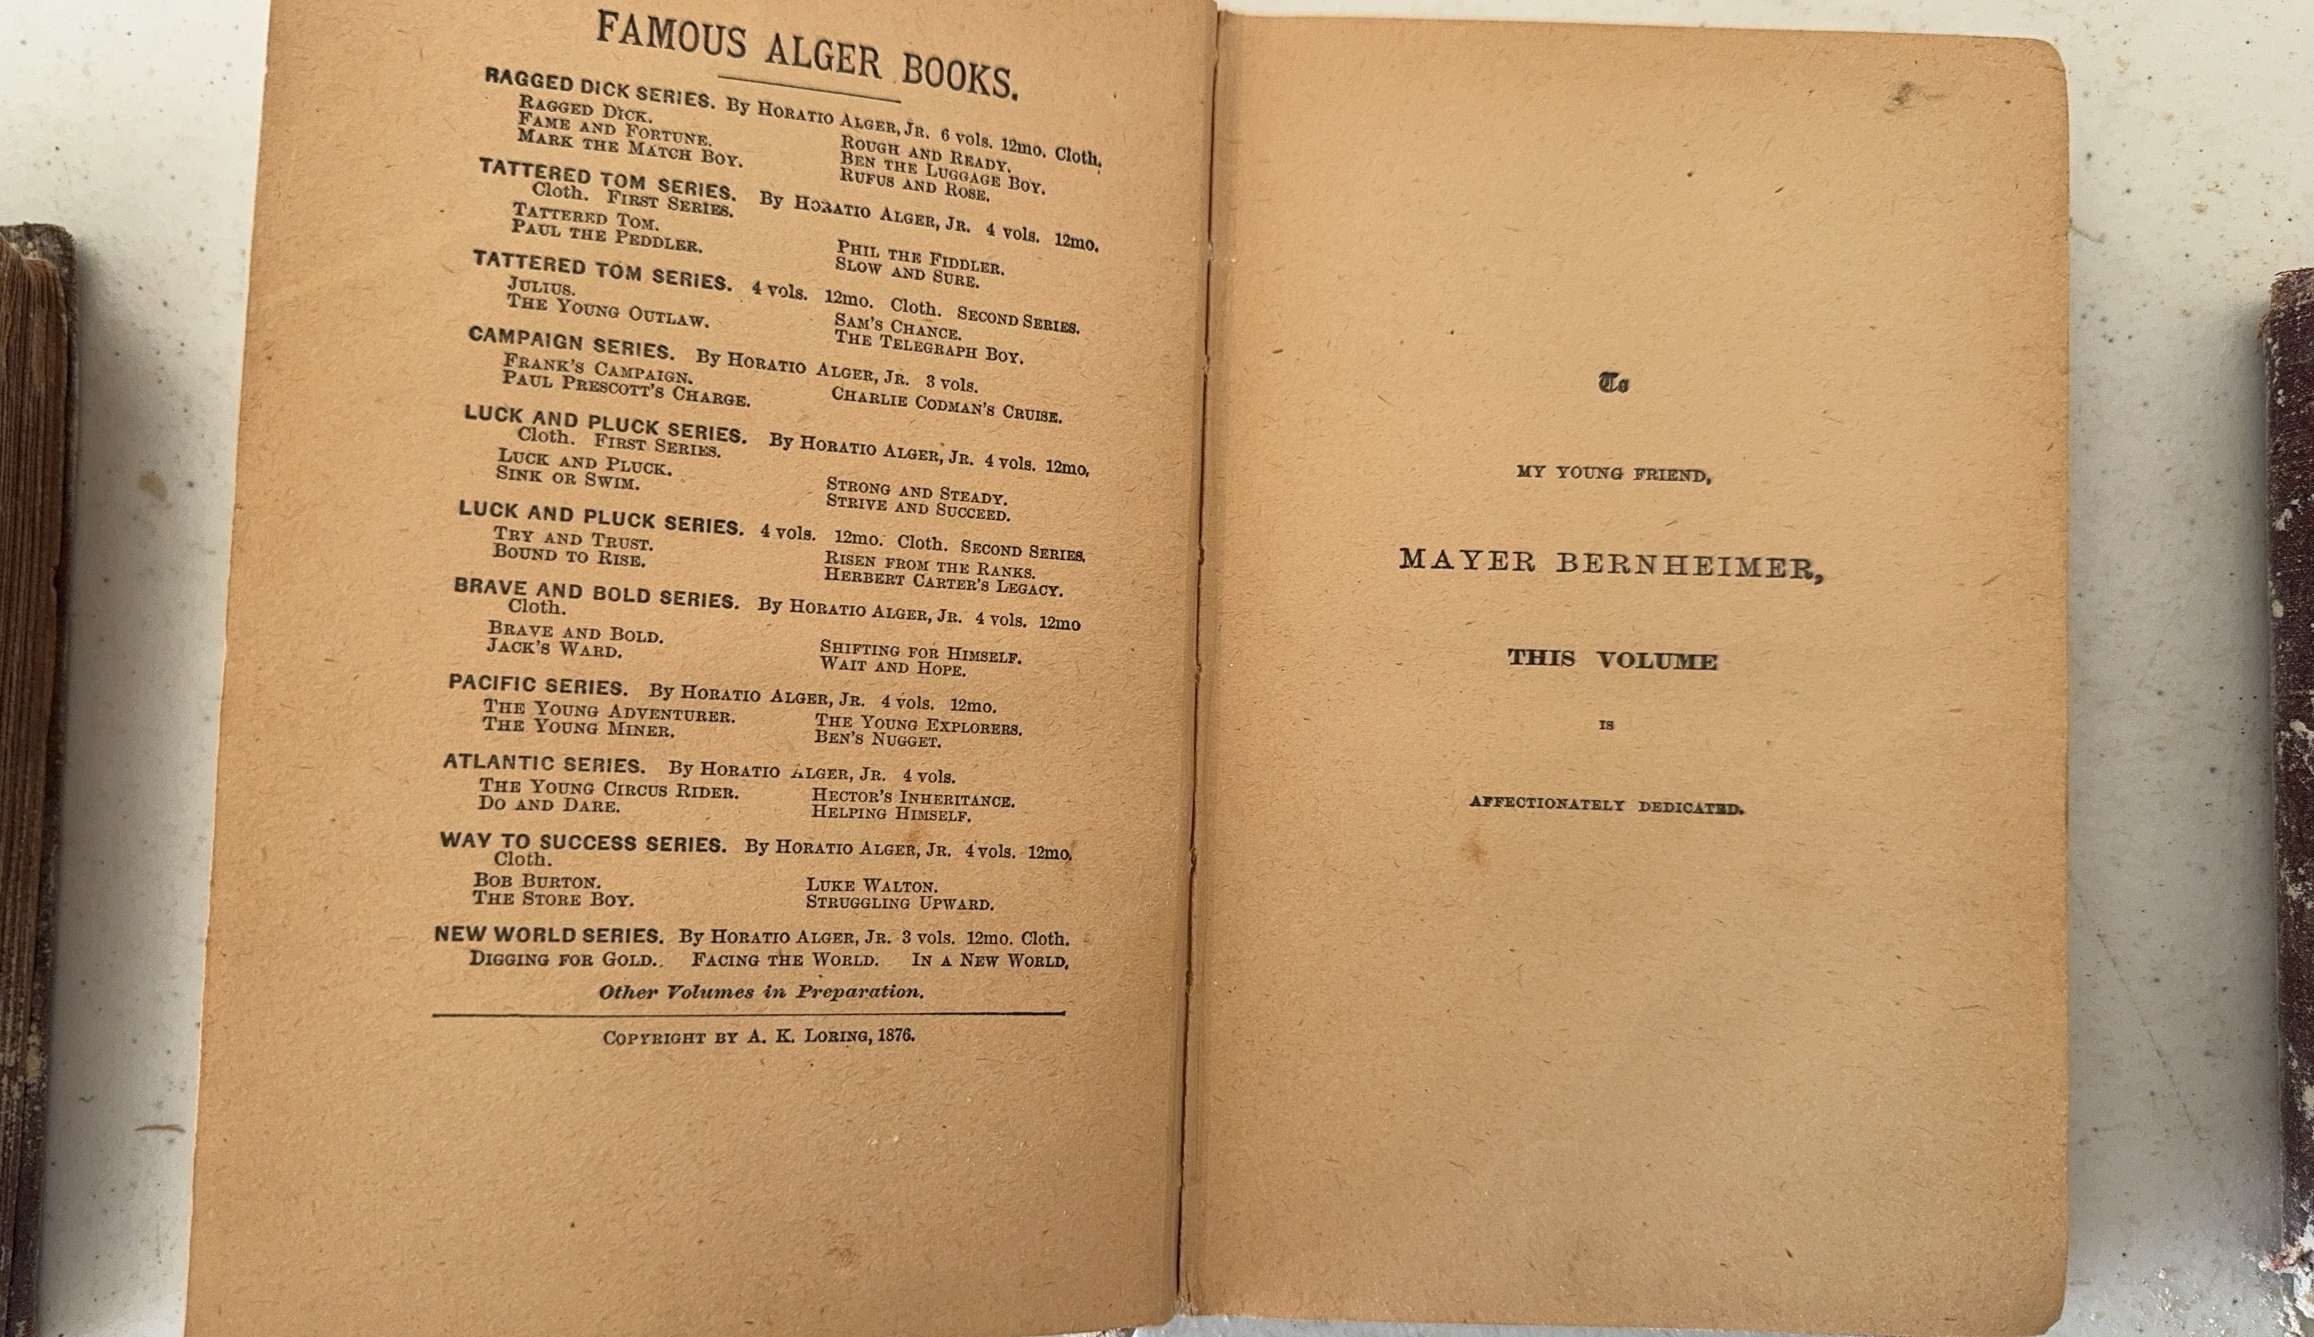 FAMOUS ALGER BOOKS.
RAGGED DICK SERIES. By HORATIO ALGER, JR. 6 vols. 12mo. Cloth.
RAGGED DICK.
FAME AND FORTUNE.
MARK THE MATCH BOY.
ROUGH AND READY.
BEN THE LUGGAGE BOY.
RUFUS AND ROSE.
TATTERED TOM SERIES. By HORATIO ALGER, JR. 4 vols. 12mo.
Cloth. FIRST SERIES.
TATTERED TOM.
PAUL THE PEDDLER.
PHIL THE FIDDLER.
SLOW AND SURE.
TATTERED TOM SERIES. 4 vols. 12mo. Cloth. SECOND SERIES.
JULIUS.
THE YOUNG OUTLAW.
SAM'S CHANCE.
THE TELEGRAPH BOY.
CAMPAIGN SERIES. By HORATIO ALGER, JR. 3 vols.
FRANK'S CAMPAIGN.
PAUL PRESCOTT'S CHARGE.
CHARLIE CODMAN'S CRUISE.
LUCK AND PLUCK SERIES. By HORATIO ALGER, JR. 4 vols. 12mo,
Cloth. FIRST SERIES.
LUCK AND PLUCK.
SINK OR SWIM.
STRONG AND STEADY.
STRIVE AND SUCCEED.
LUCK AND PLUCK SERIES. 4 vols. 12mo. Cloth. SECOND SERIES.
TRY AND TRUST.
BOUND TO RISE.
RISEN FROM THE RANKS.
HERBERT CARTER'S LEGACY.
BRAVE AND BOLD SERIES. By HORATIO ALGER, JR. 4 vols. 12mo
Cloth.
BRAVE AND BOLD.
JACK'S WARD.
SHIFTING FOR HIMSELF.
WAIT AND HOPE.
PACIFIC SERIES. By HORATIO ALGER, JR. 4 vols. 12mo.
THE YOUNG ADVENTURER.
THE YOUNG MINER.
THE YOUNG EXPLORERS.
BEN'S NUGGET.
ATLANTIC SERIES. By HORATIO ALGER, JR. 4 vols.
THE YOUNG CIRCUS RIDER.
DO AND DARE.
HECTOR'S INHERITANCE.
HELPING HIMSELF.
WAY TO SUCCESS SERIES. By HORATIO ALGER, JR. 4 vols. 12mo.
Cloth.
BOB BURTON.
THE STORE BOY.
LUKE WALTON.
STRUGGLING UPWARD.
NEW WORLD SERIES. By HORATIO ALGER, JR. 3 vols. 12mo. Cloth.
DIGGING FOR GOLD. FACING THE WORLD. IN A NEW WORLD.
Other Volumes in Preparation.
COPYRIGHT BY A. K. LORING, 1876.
To
MY YOUNG FRIEND,
MAYER BERNHEIMER,
THIS VOLUME
IS
AFFECTIONATELY DEDICATED.